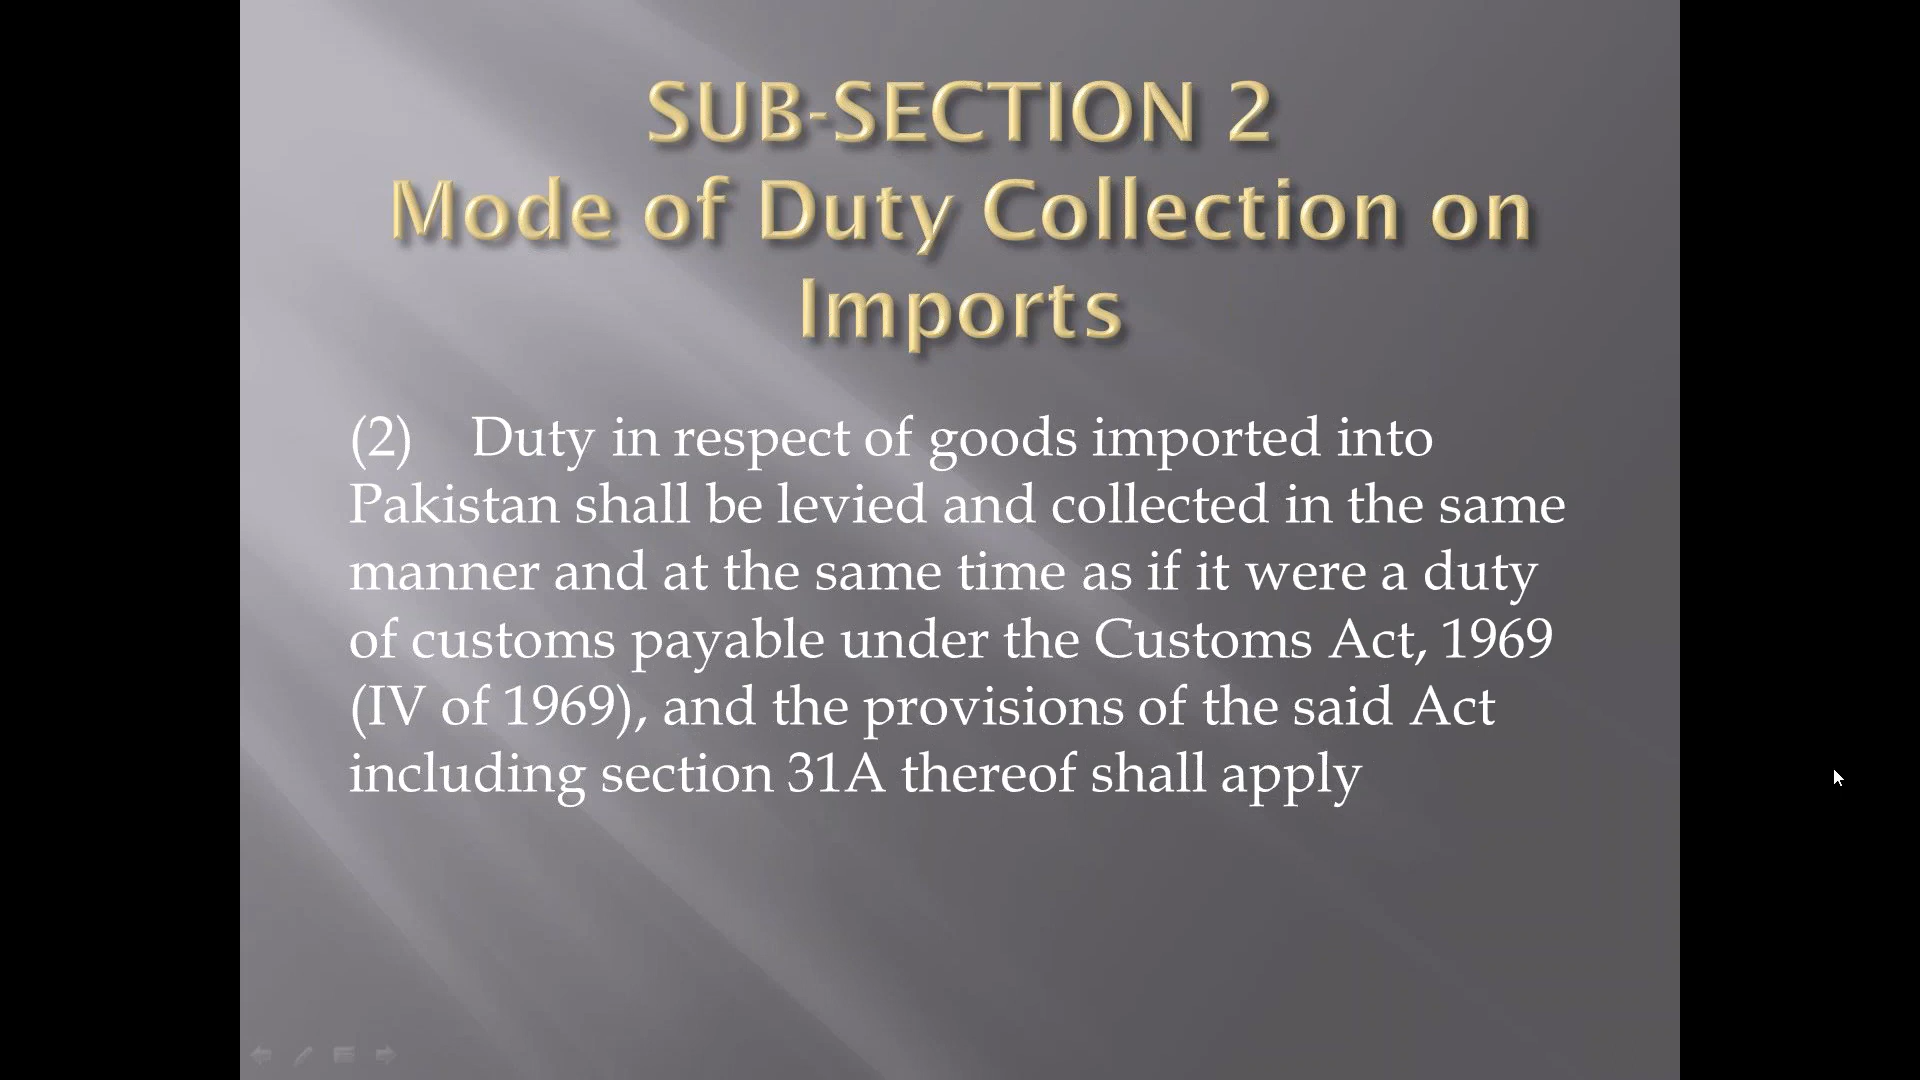 SUB-SECTION 2
Mode of Duty Collection on
Imports
(2) Duty in respect of goods imported into
Pakistan shall be levied and collected in the same
manner and at the same time as if it were a duty
of customs payable under the Customs Act, 1969
(IV of 1969), and the provisions of the said Act
including section 31A thereof shall apply